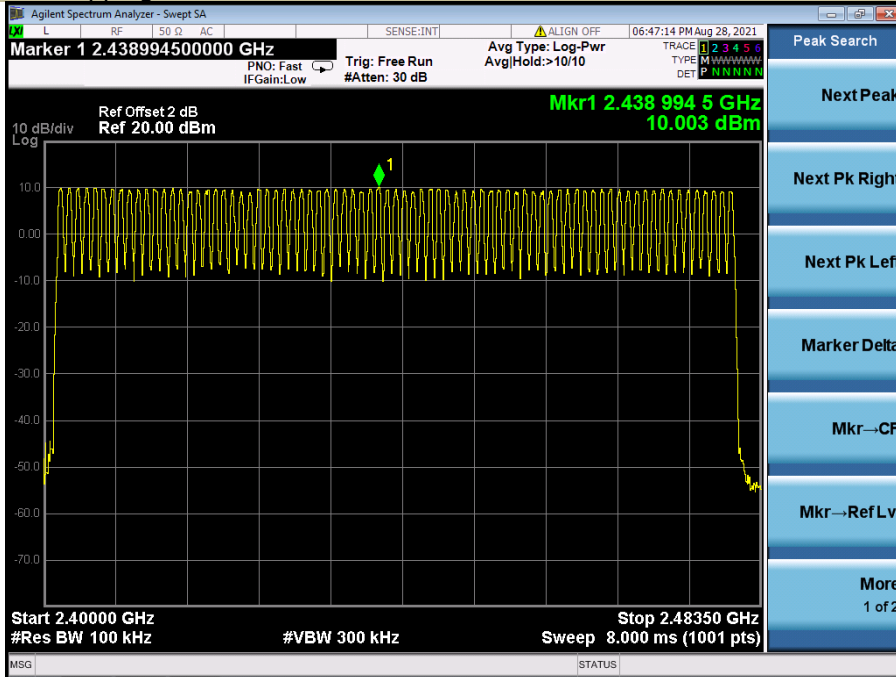 Agilent Spectrum Analyzer - Swept SA
LXI L RF 50 Ω AC SENSE:INT ALIGN OFF 06:47:14 PM Aug 28, 2021
Marker 1 2.438994500000 GHz
PNO: Fast
IFGain:Low
Trig: Free Run
#Atten: 30 dB
Avg Type: Log-Pwr
Avg|Hold:>10/10
TRACE 1 2 3 4 5 6
TYPE M W W W W W
DET P N N N N N
Mkr1 2.438 994 5 GHz
10.003 dBm
Ref Offset 2 dB
10 dB/div Ref 20.00 dBm
Log
1
10.0
0.00
-10.0
-20.0
-30.0
-40.0
-50.0
-60.0
-70.0
Start 2.40000 GHz Stop 2.48350 GHz
#Res BW 100 kHz #VBW 300 kHz Sweep 8.000 ms (1001 pts)
MSG STATUS
Peak Search
Next Peak
Next Pk Right
Next Pk Left
Marker Delta
Mkr→CF
Mkr→Ref Lv
More
1 of 2